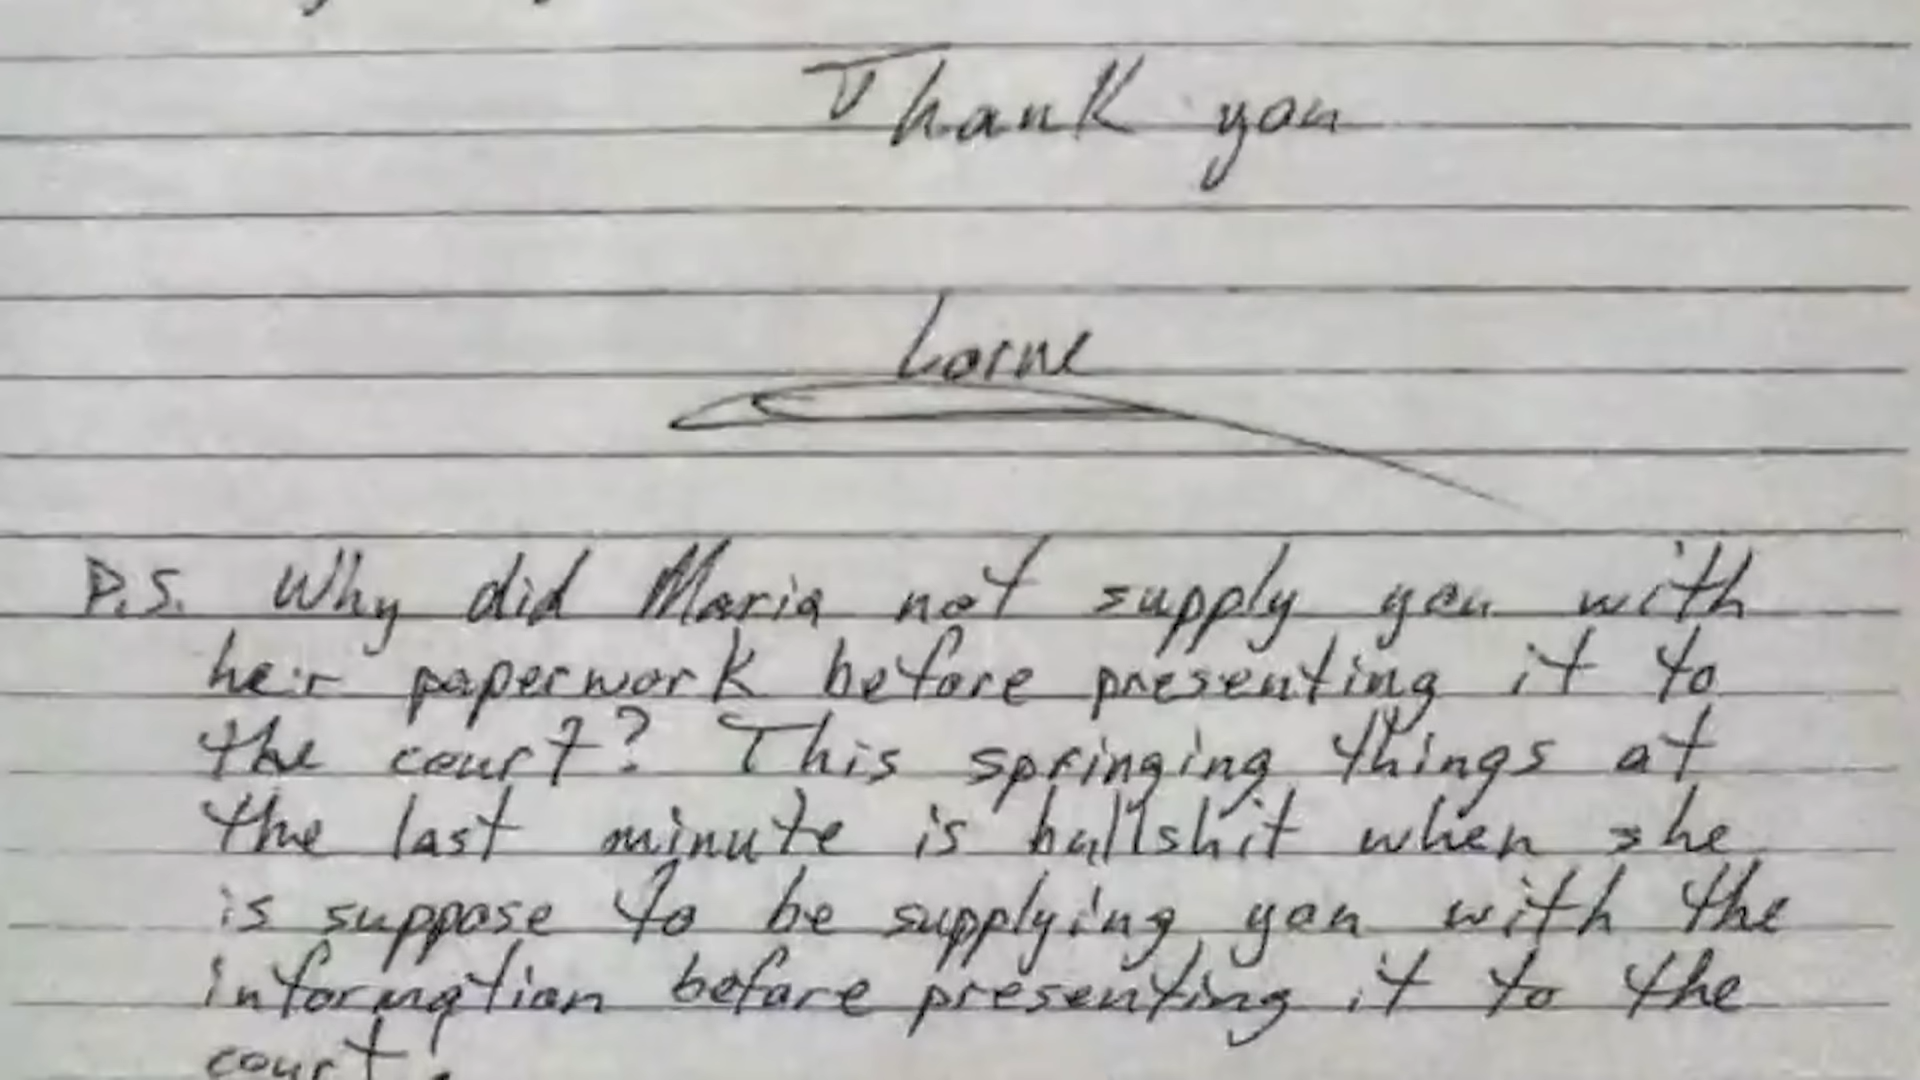 Thank you
Lorne
P.S. Why did Maria not supply you with
her paperwork before presenting it to
the court? This springing things at
the last minute is bullshit when she
is suppose to be supplying you with the
information before presenting it to the
court.